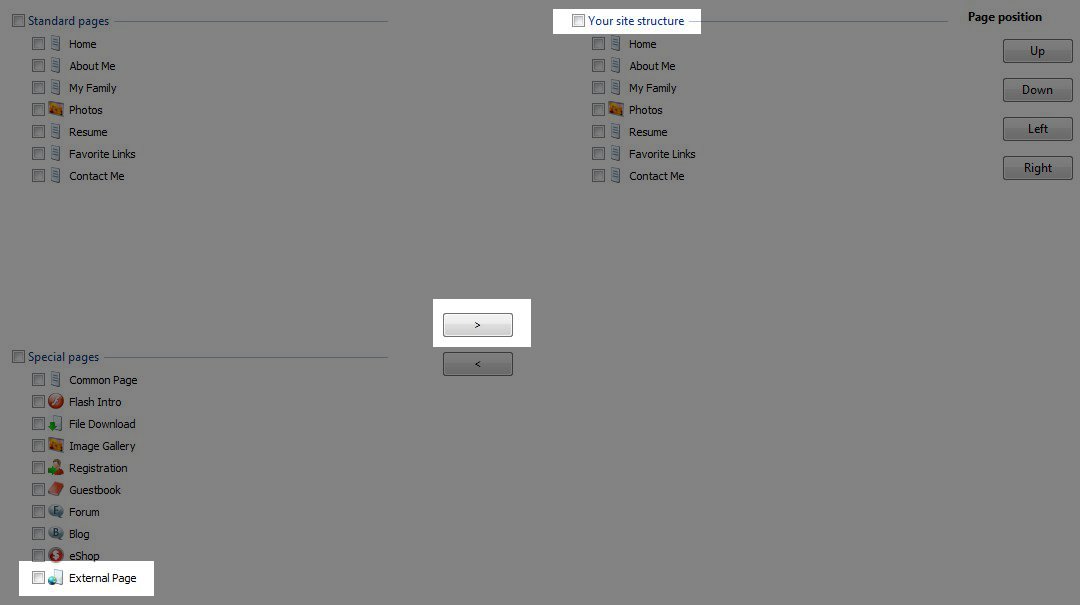 Standard pages
Home
About Me
My Family
Photos
Resume
Favorite Links
Contact Me
Special pages
Common Page
Flash Intro
File Download
Image Gallery
Registration
Guestbook
Forum
Blog
eShop
External Page
>
<
Your site structure
Home
About Me
My Family
Photos
Resume
Favorite Links
Contact Me
Page position
Up
Down
Left
Right